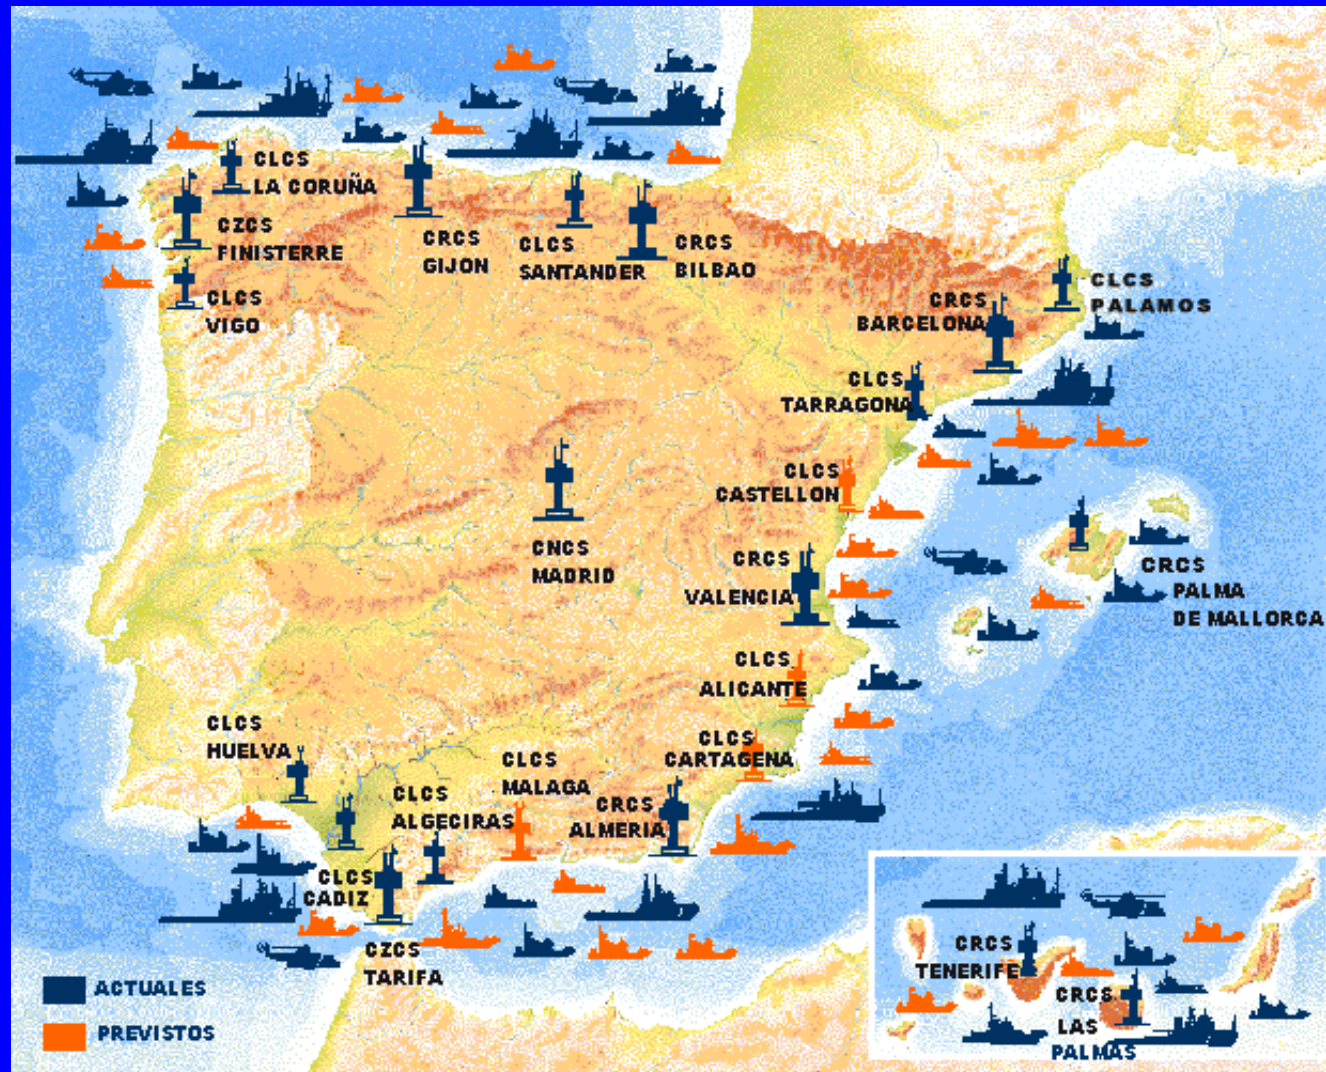 CLCS
LA CORUÑA
CZCS
FINISTERRE
CLCS
VIGO
CRCS
GIJON
CLCS
SANTANDER
CRCS
BILBAO
CLCS
PALAMOS
CRCS
BARCELONA
CLCS
TARRAGONA
CLCS
CASTELLON
CNCS
MADRID
CRCS
VALENCIA
CRCS
PALMA
DE MALLORCA
CLCS
ALICANTE
CLCS
HUELVA
CLCS
CARTAGENA
CLCS
MALAGA
CLCS
ALGECIRAS
CRCS
ALMERIA
CLCS
CADIZ
CZCS
TARIFA
CRCS
TENERIFE
CRCS
LAS
PALMAS
ACTUALES
PREVISTOS